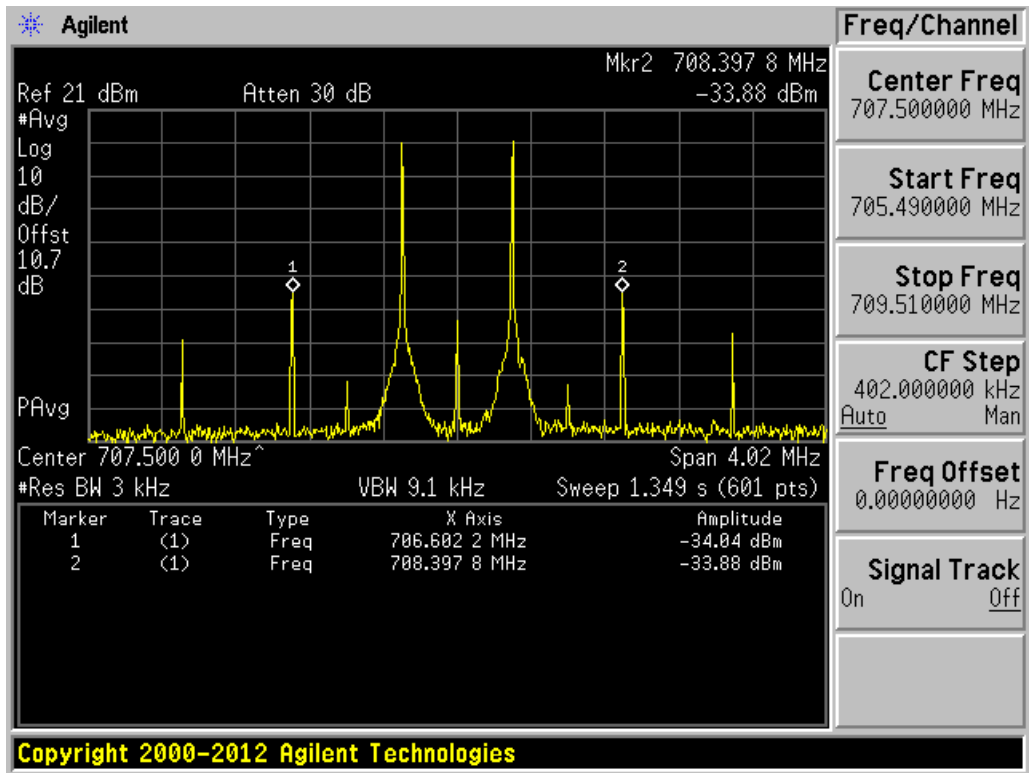 Agilent
Freq/Channel
Mkr2 708.397 8 MHz
Ref 21 dBm Atten 30 dB -33.88 dBm
#Avg
Log
10
dB/
Offst
10.7
dB
1
2
PAvg
Center 707.500 0 MHz^ Span 4.02 MHz
#Res BW 3 kHz VBW 9.1 kHz Sweep 1.349 s (601 pts)
Marker Trace Type X Axis Amplitude
1 (1) Freq 706.602 2 MHz -34.04 dBm
2 (1) Freq 708.397 8 MHz -33.88 dBm
Center Freq
707.500000 MHz
Start Freq
705.490000 MHz
Stop Freq
709.510000 MHz
CF Step
402.000000 kHz
Auto Man
Freq Offset
0.00000000 Hz
Signal Track
On Off
Copyright 2000-2012 Agilent Technologies